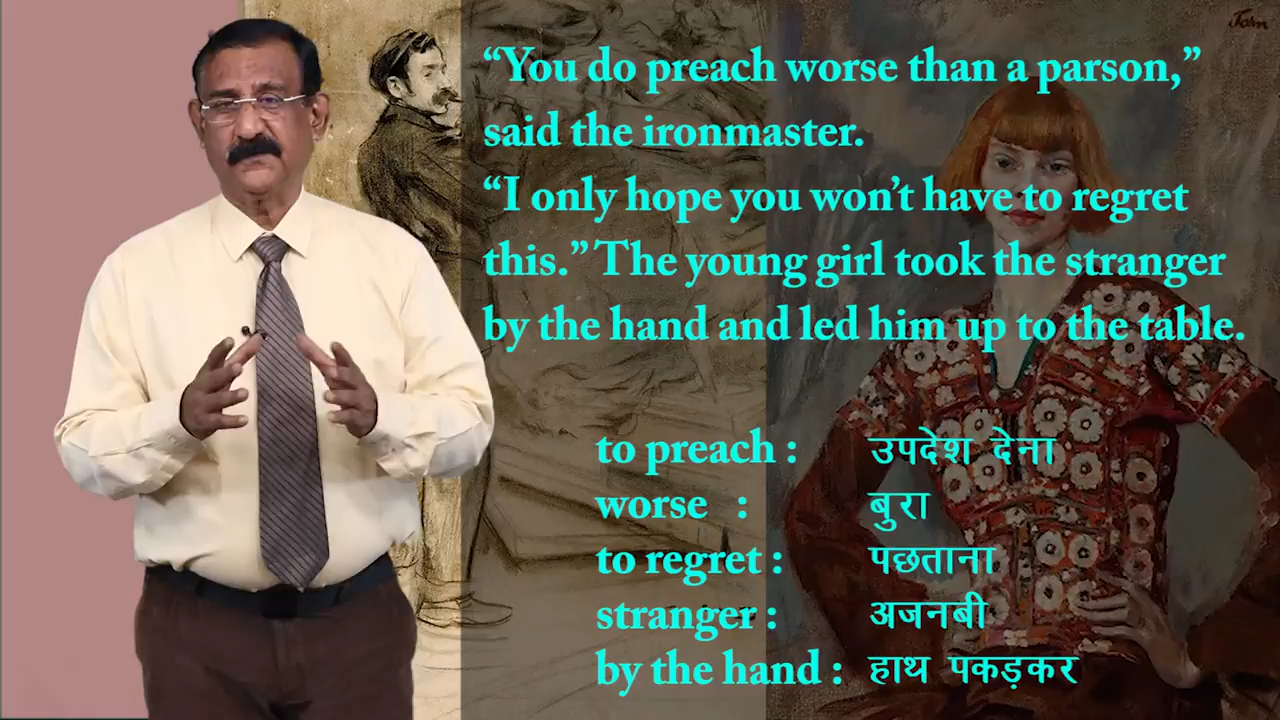 John
“You do preach worse than a parson,”
said the ironmaster.
“I only hope you won’t have to regret
this.” The young girl took the stranger
by the hand and led him up to the table.
to preach : उपदेश देना
worse : बुरा
to regret : पछताना
stranger : अजनबी
by the hand : हाथ पकड़कर